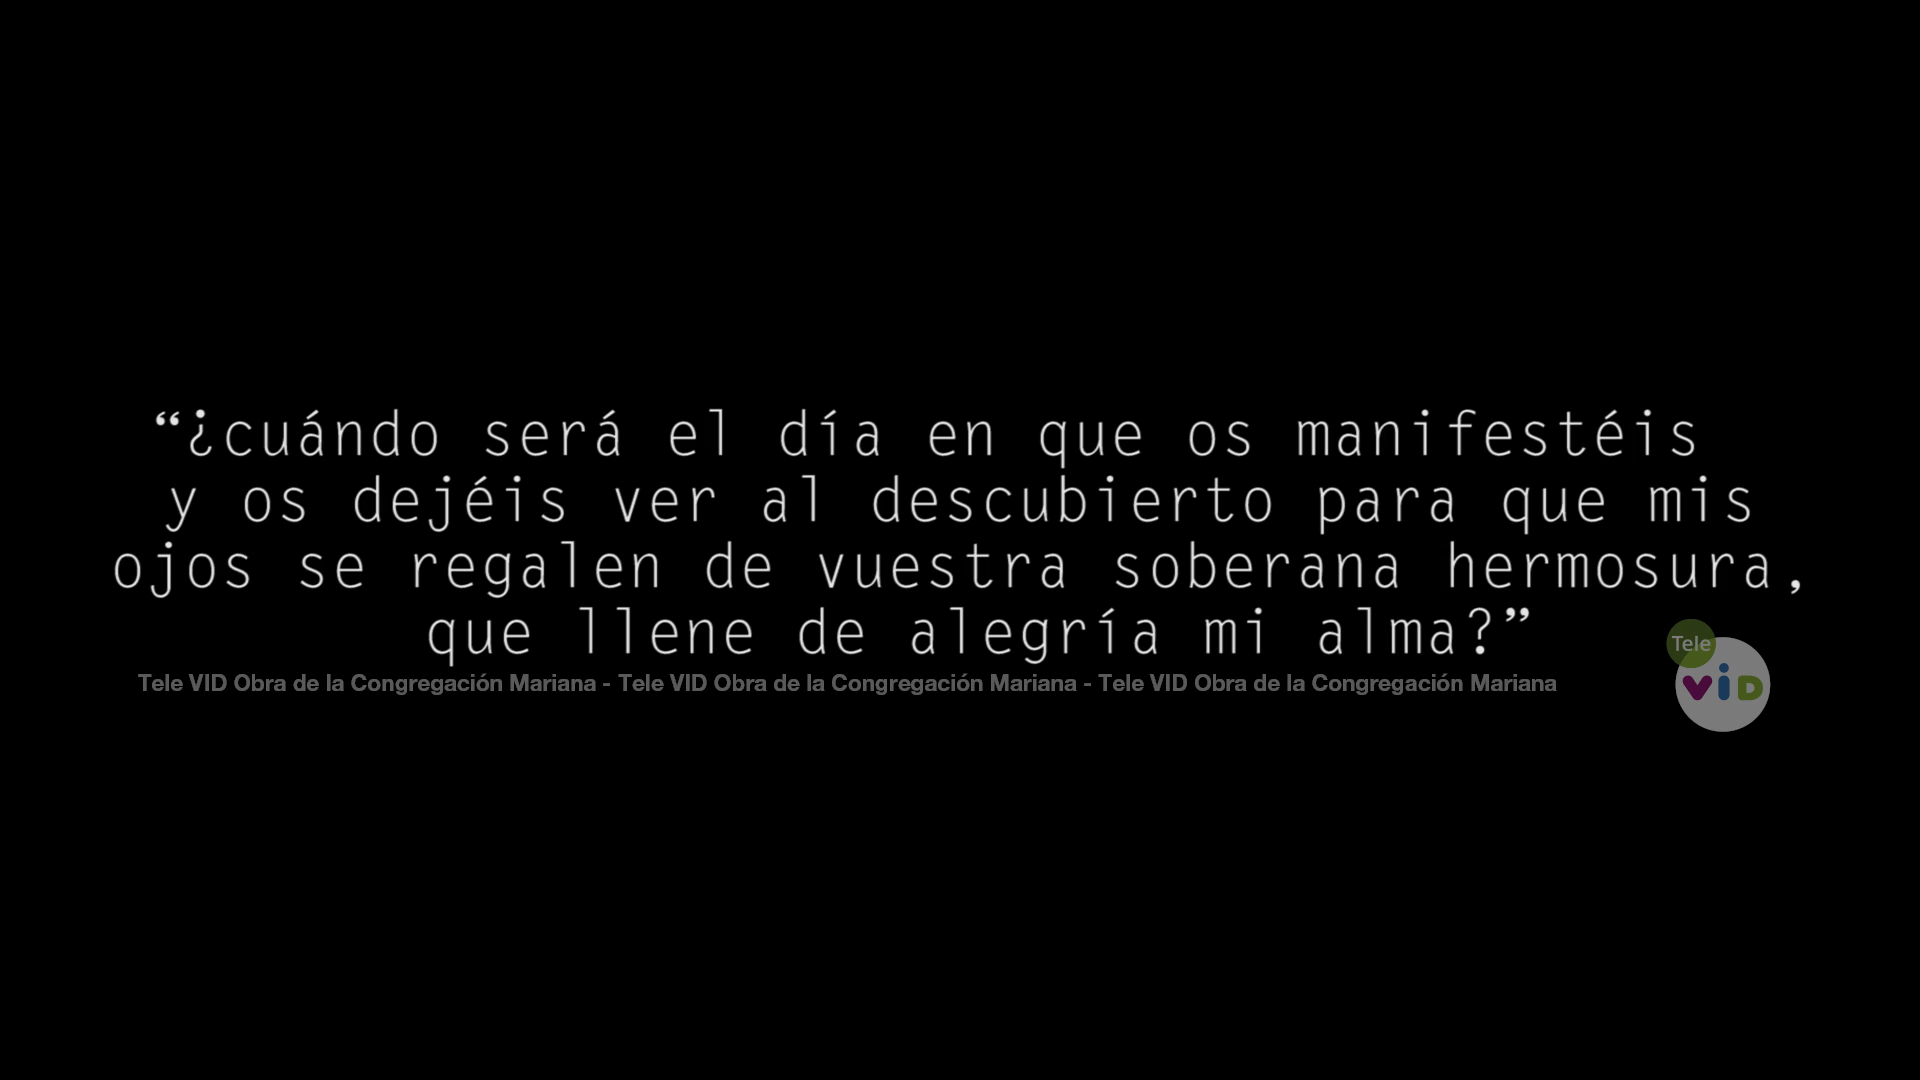 “¿cuándo será el día en que os manifestéis
y os dejéis ver al descubierto para que mis
ojos se regalen de vuestra soberana hermosura,
que llene de alegría mi alma?”
Tele VID Obra de la Congregación Mariana - Tele VID Obra de la Congregación Mariana - Tele VID Obra de la Congregación Mariana
Tele
ViD